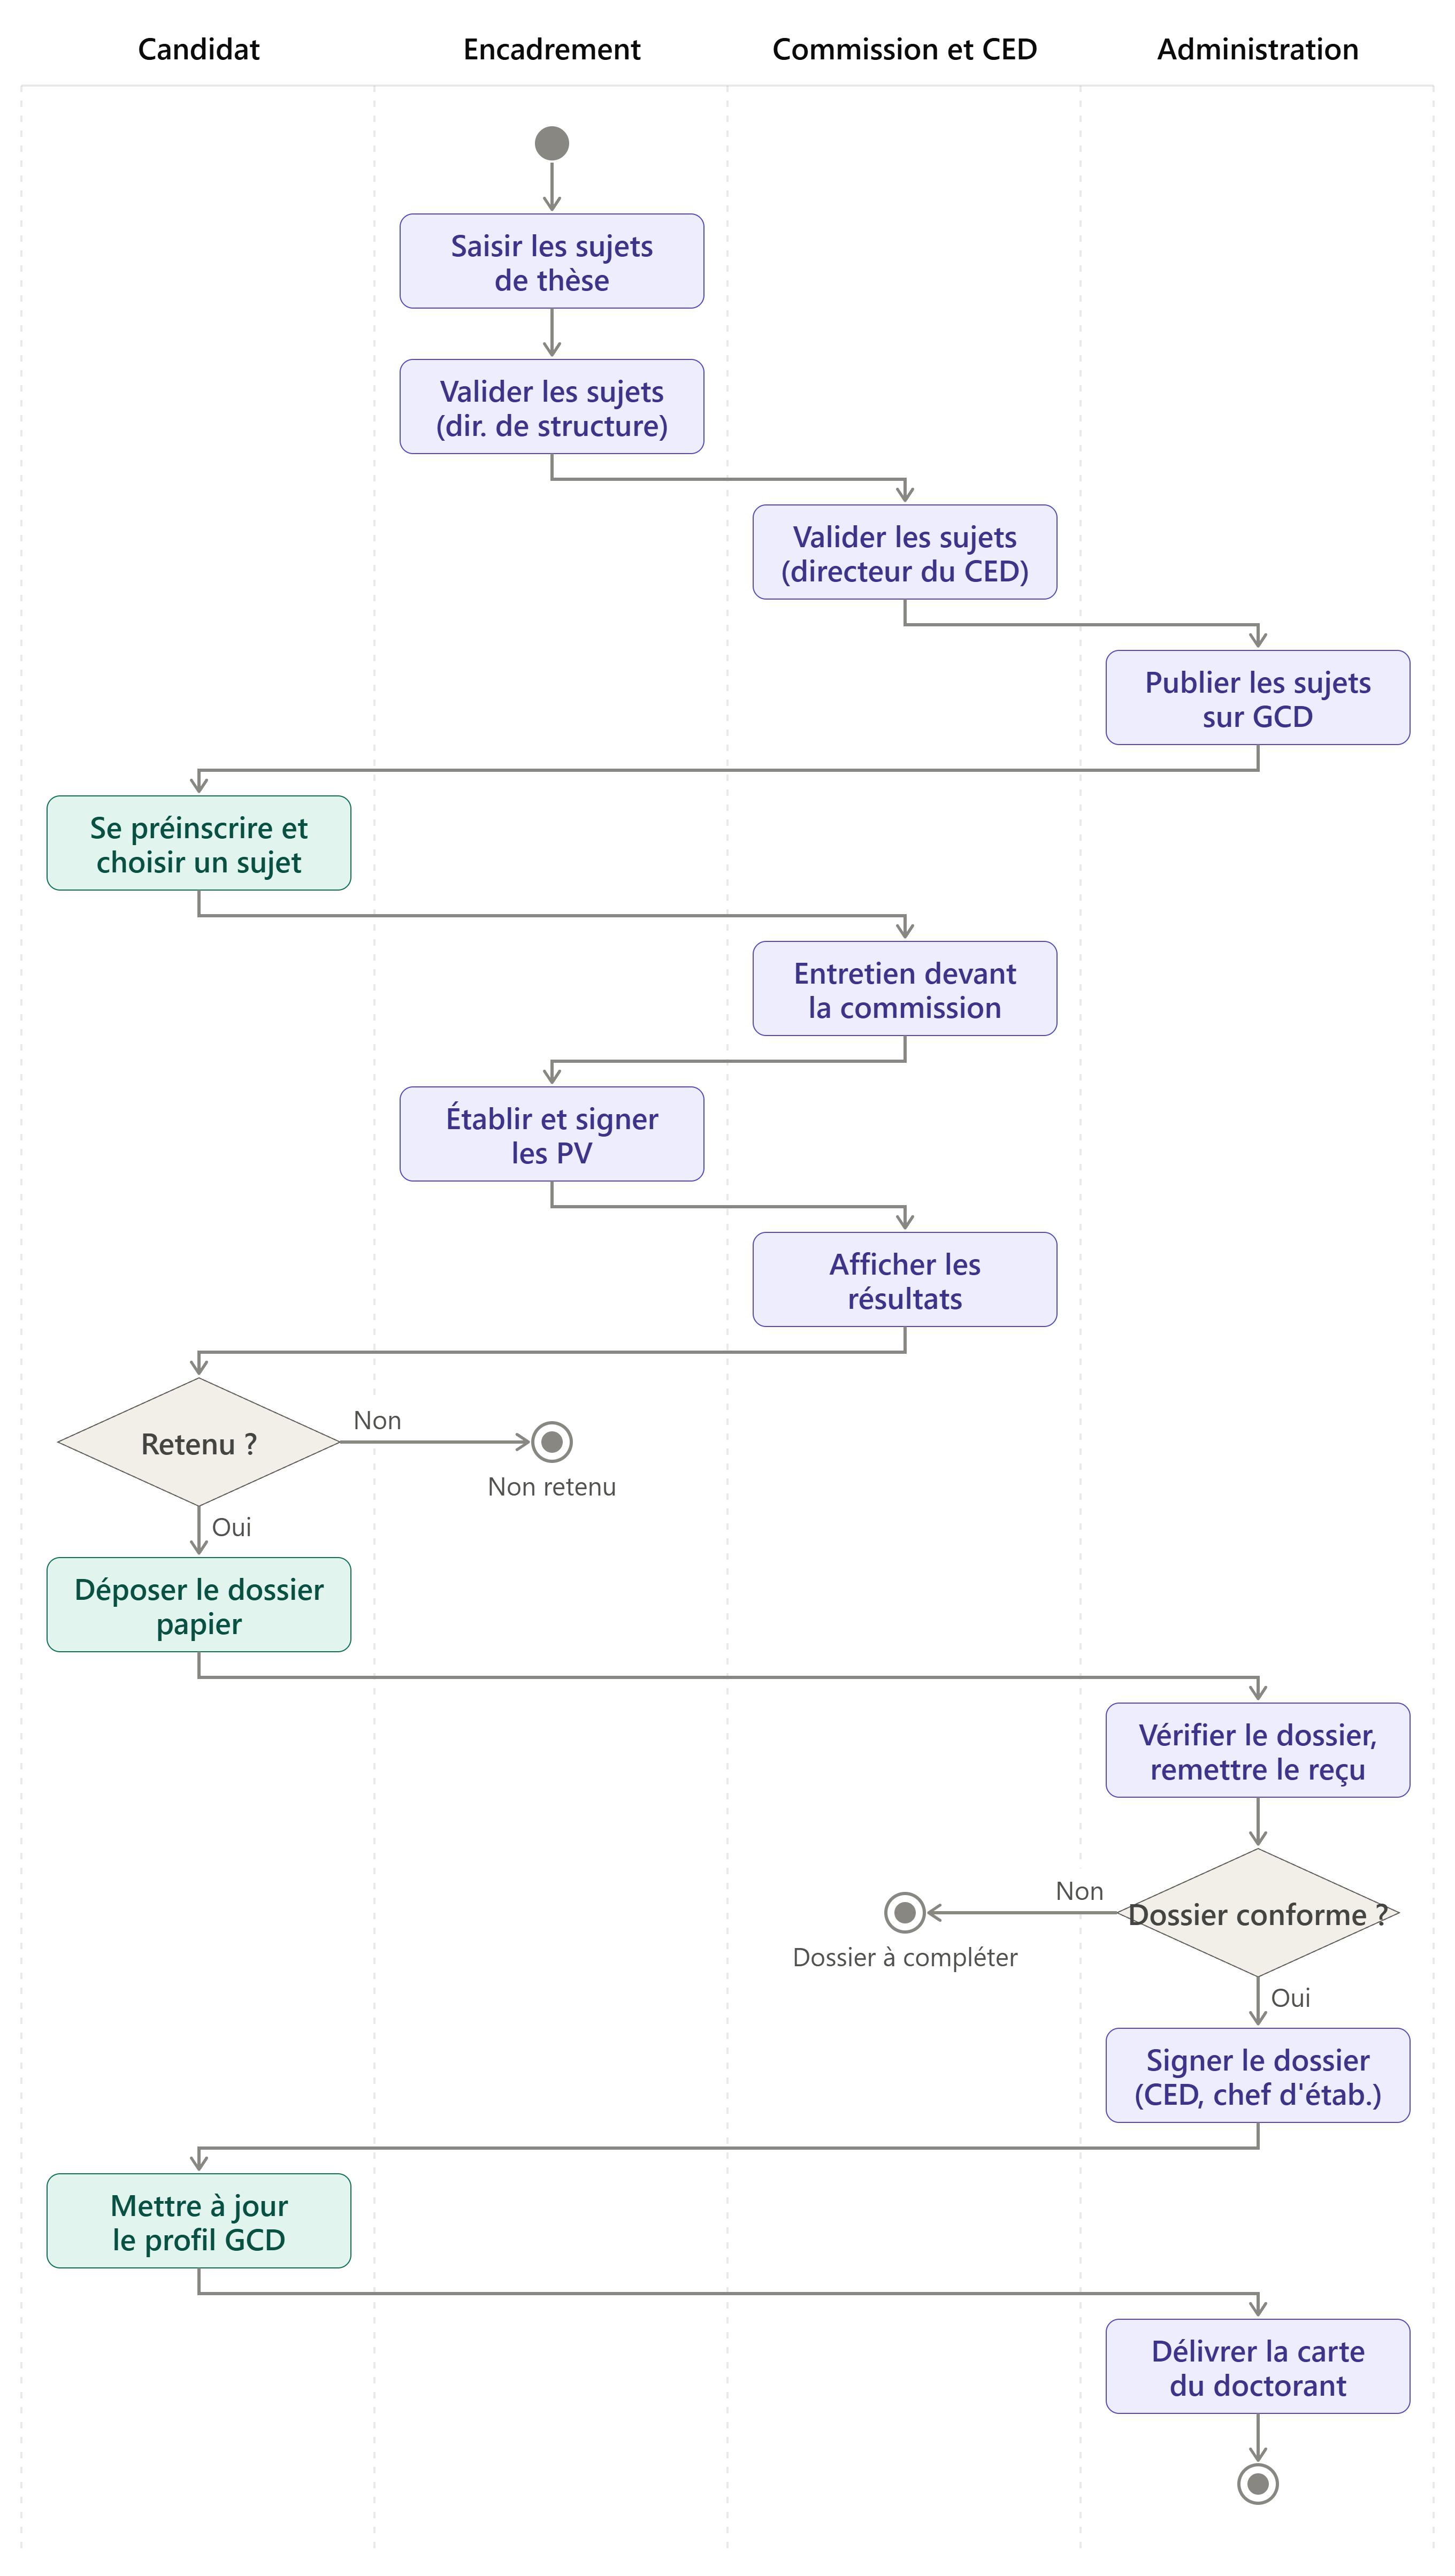 Candidat
Encadrement
Commission et CED
Administration
Saisir les sujets
de thèse
Valider les sujets
(dir. de structure)
Valider les sujets
(directeur du CED)
Publier les sujets
sur GCD
Se préinscrire et
choisir un sujet
Entretien devant
la commission
Établir et signer
les PV
Afficher les
résultats
Retenu ?
Non
Non retenu
Oui
Déposer le dossier
papier
Vérifier le dossier,
remettre le reçu
Dossier conforme ?
Non
Dossier à compléter
Oui
Signer le dossier
(CED, chef d'étab.)
Mettre à jour
le profil GCD
Délivrer la carte
du doctorant